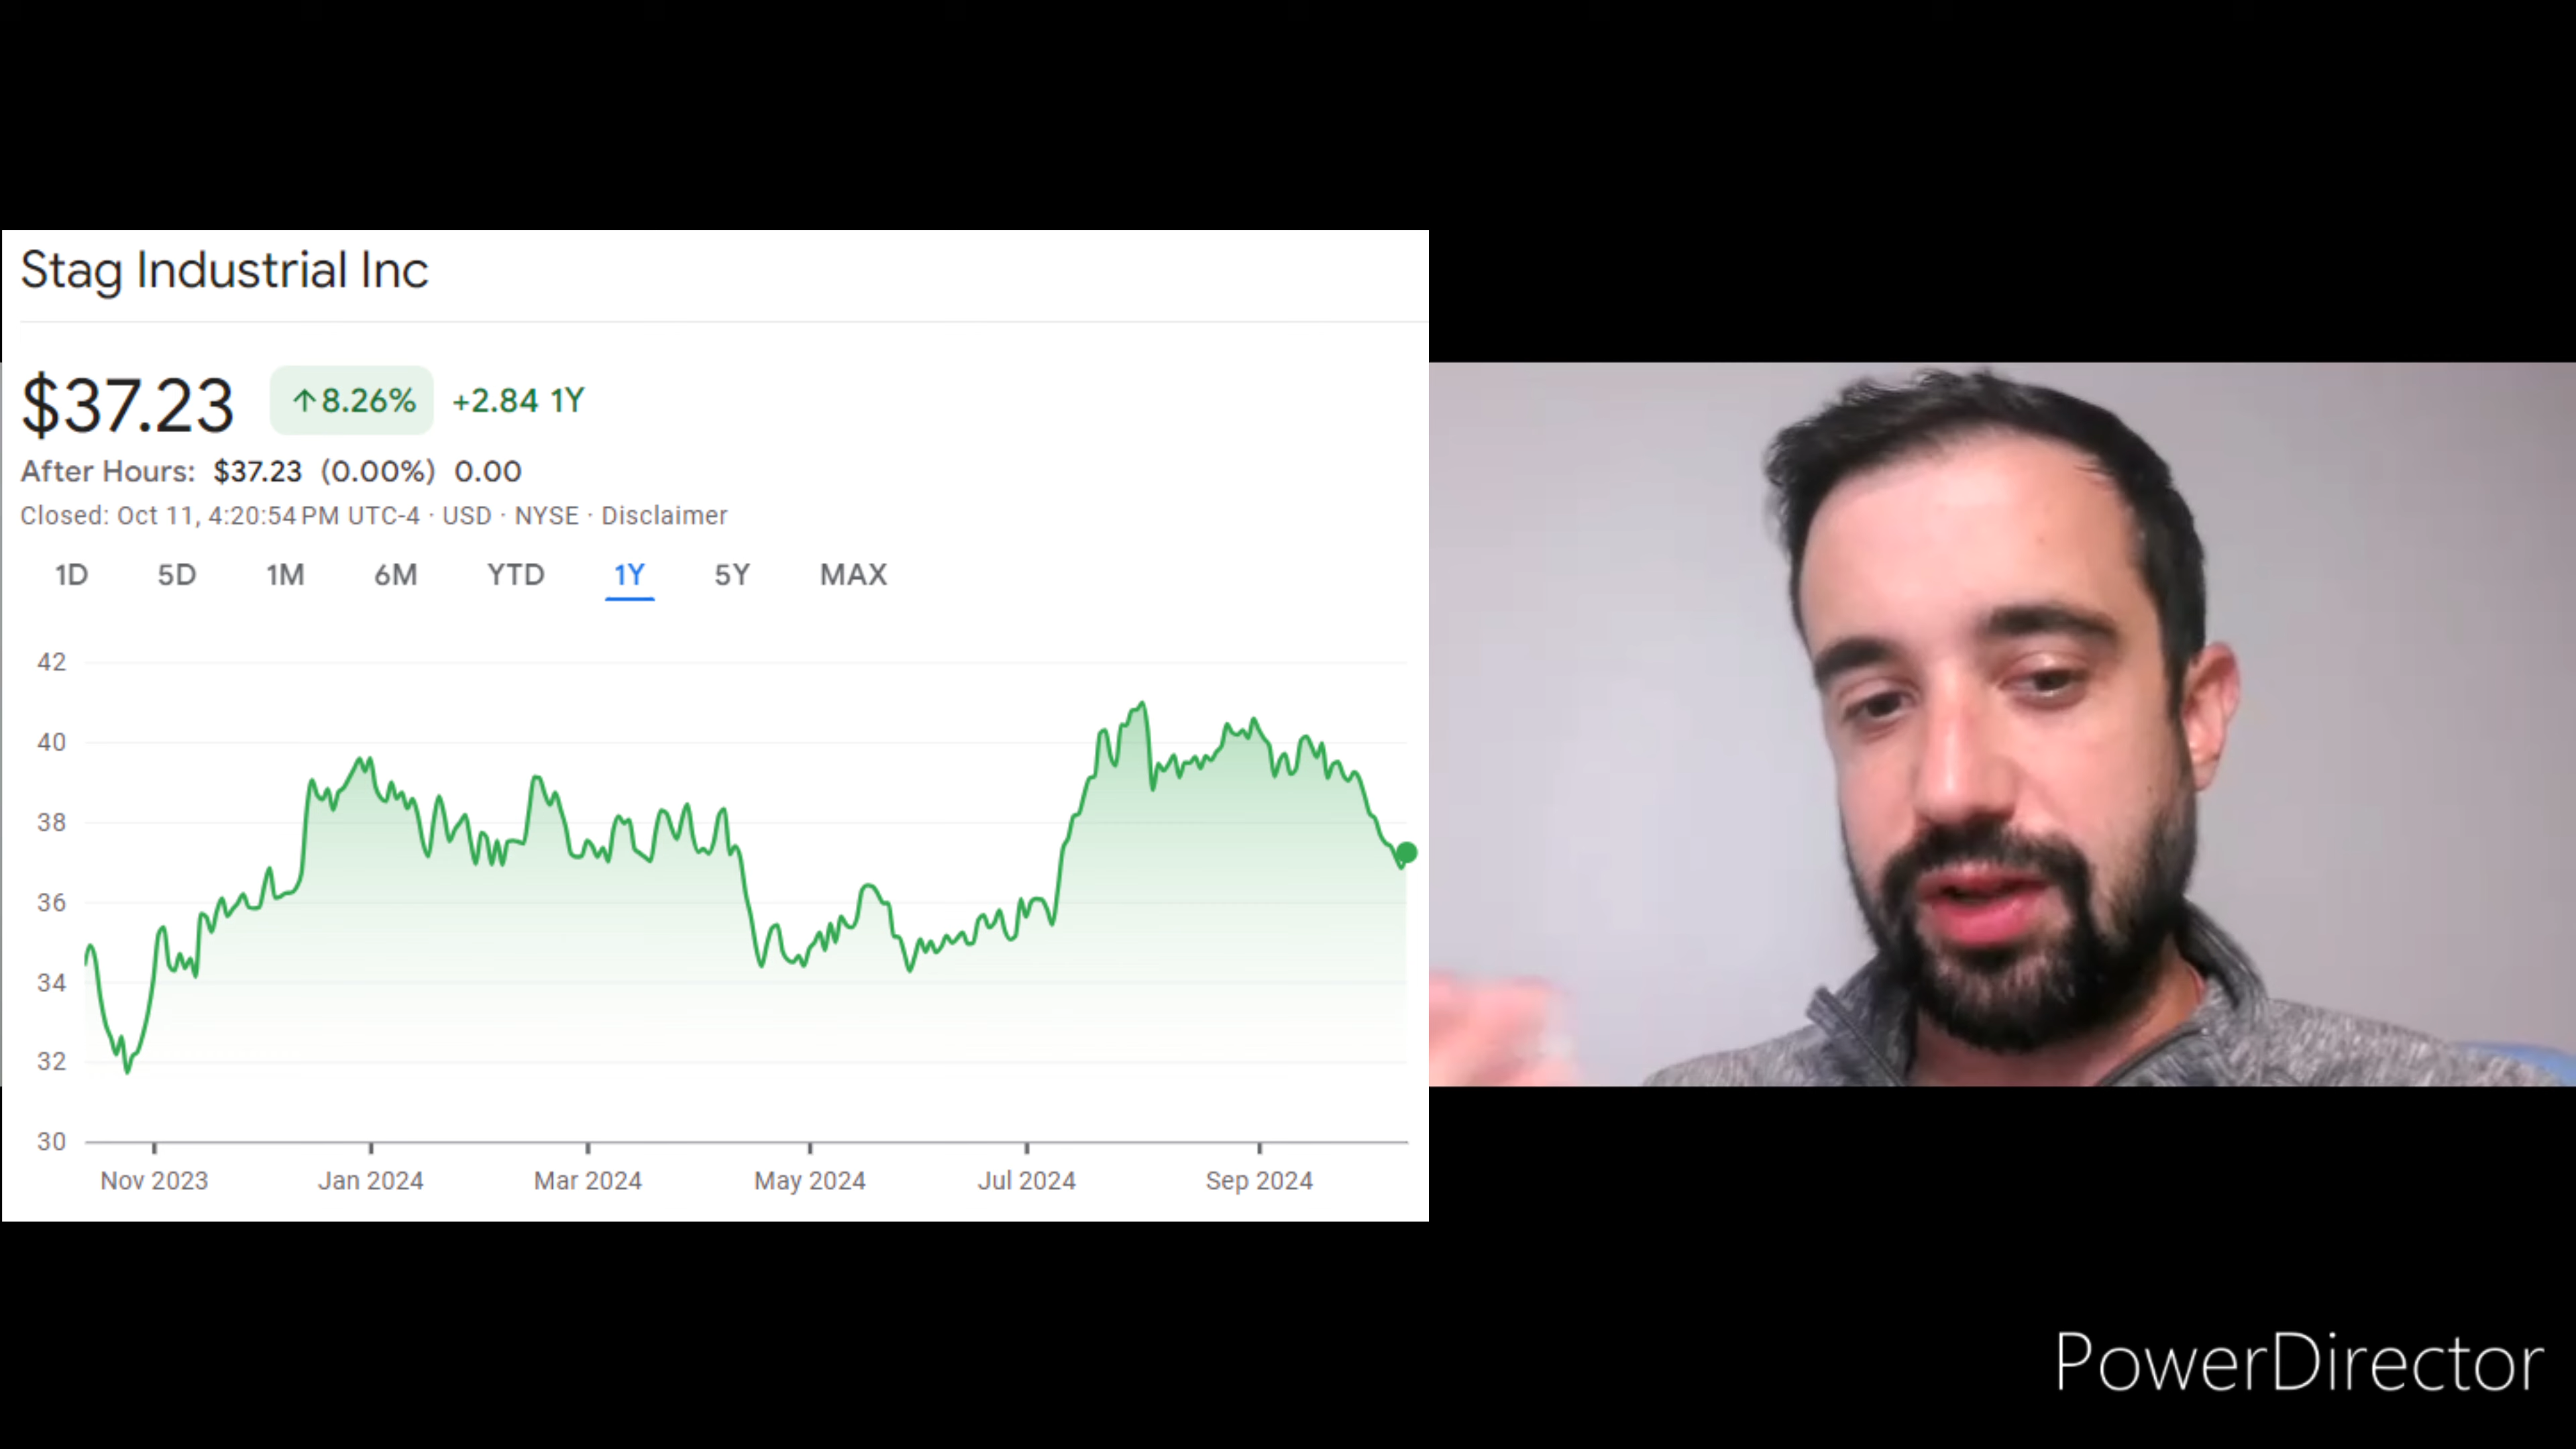 Stag Industrial Inc
$37.23 ↑8.26% +2.84 1Y
After Hours: $37.23 (0.00%) 0.00
Closed: Oct 11, 4:20:54 PM UTC-4 · USD · NYSE · Disclaimer
1D 5D 1M 6M YTD 1Y 5Y MAX
42
40
38
36
34
32
30
Nov 2023 Jan 2024 Mar 2024 May 2024 Jul 2024 Sep 2024
PowerDirector